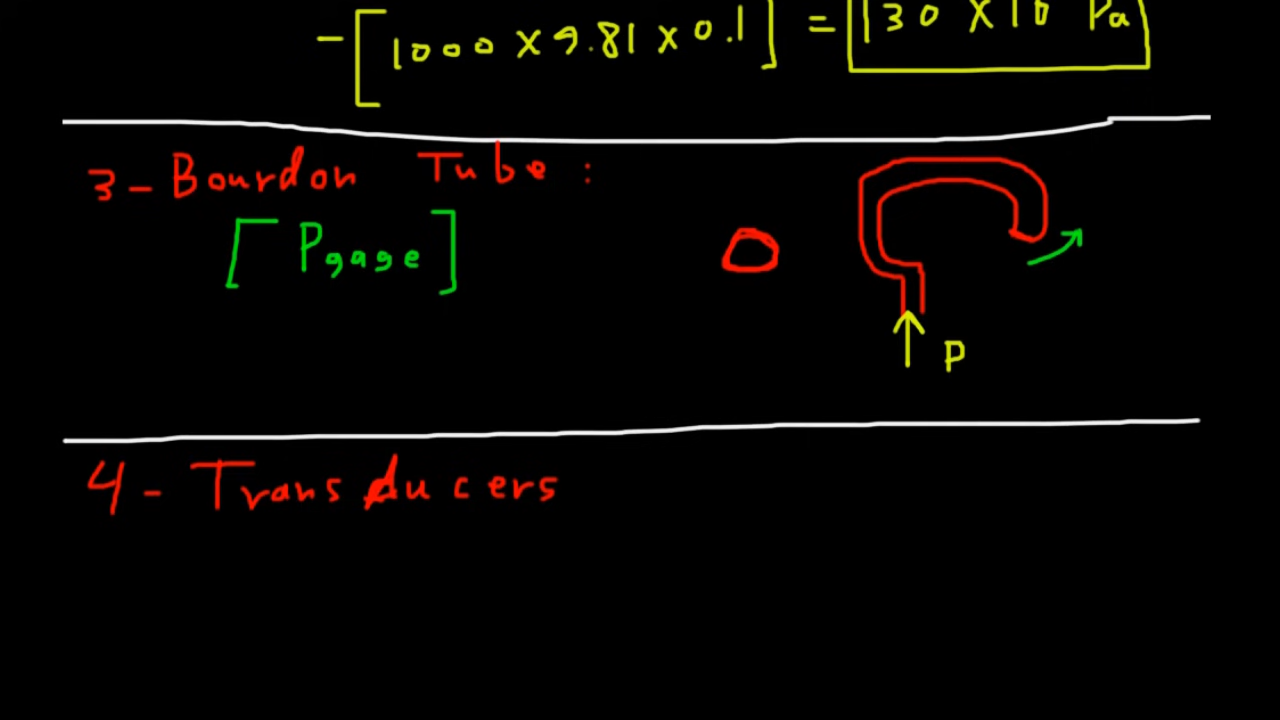 - [ 1000 × 9.81 × 0.1 ] = 130 × 10 Pa
3 - Bourdon Tube :
[ Pgage ]
P
4 - Transducers